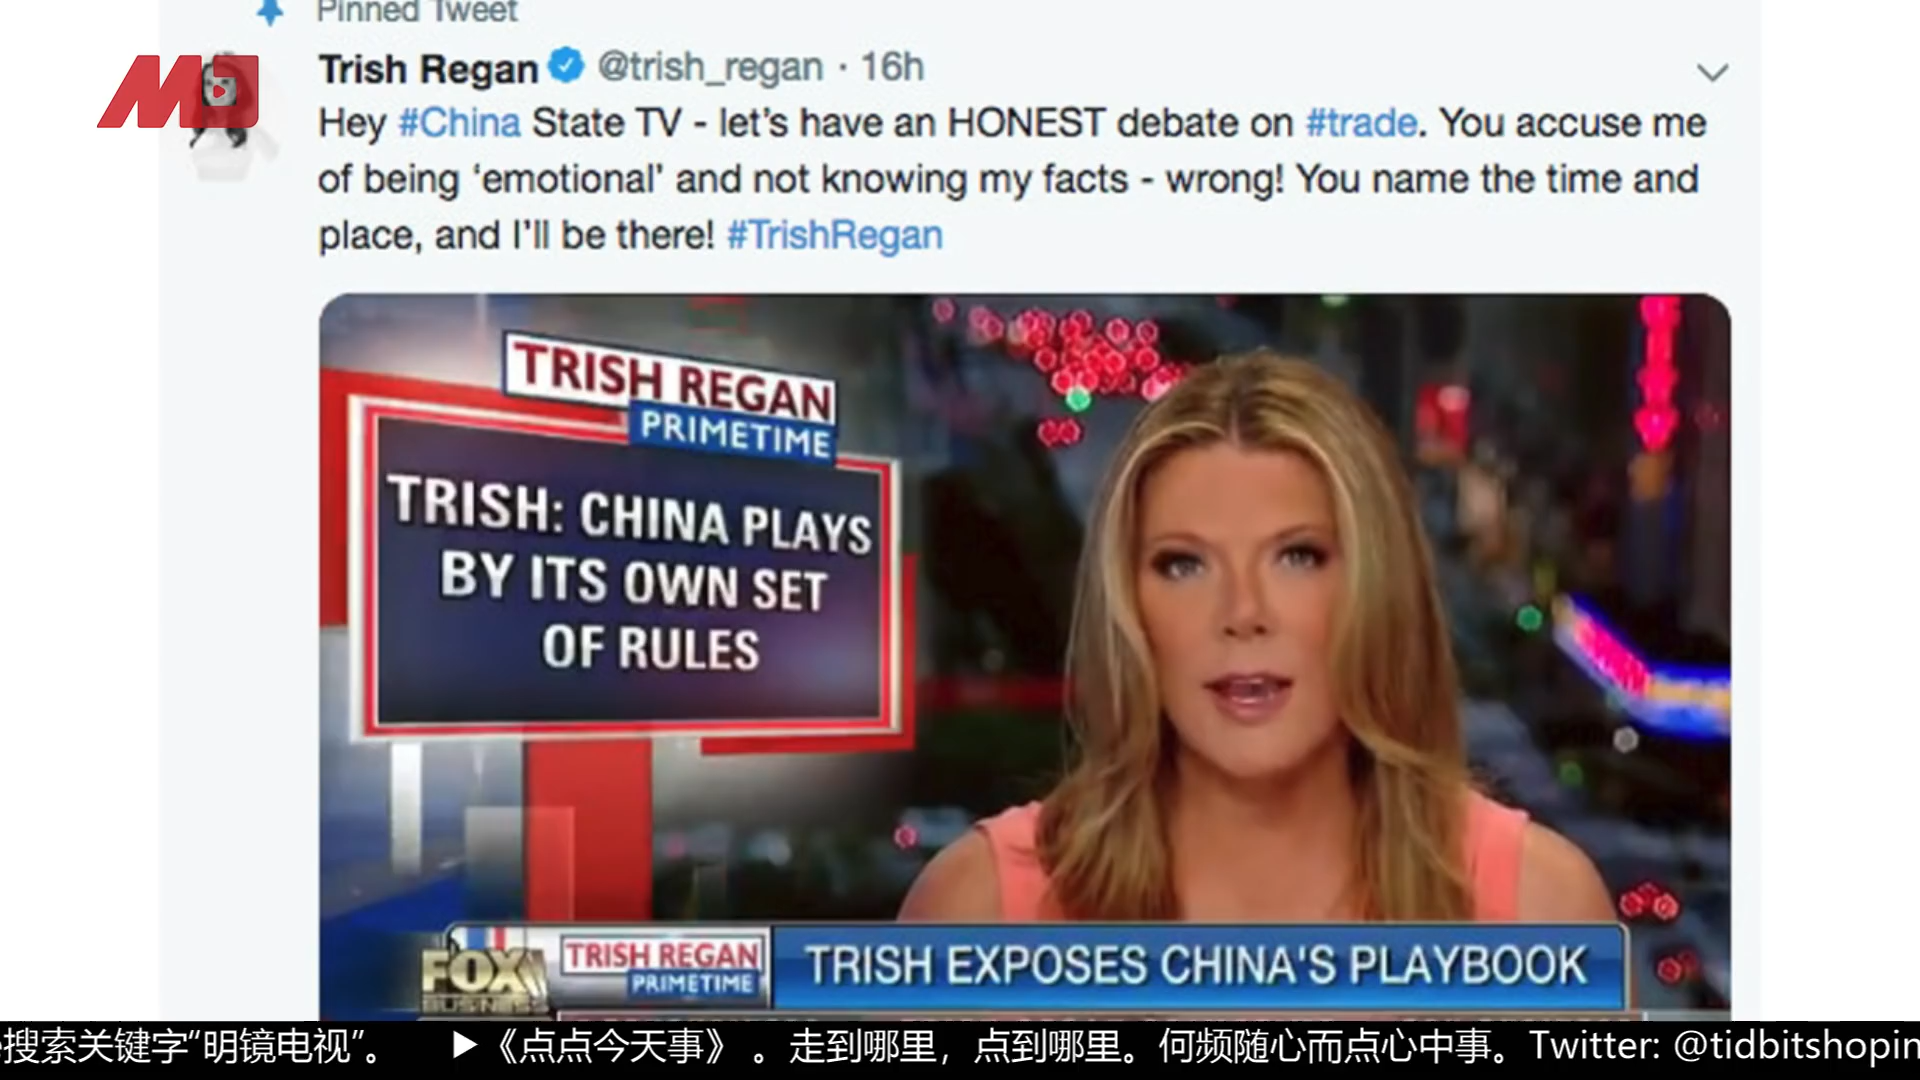 Pinned Tweet
Trish Regan @trish_regan · 16h
Hey #China State TV - let’s have an HONEST debate on #trade. You accuse me
of being ‘emotional’ and not knowing my facts - wrong! You name the time and
place, and I’ll be there! #TrishRegan
TRISH REGAN
PRIMETIME
TRISH: CHINA PLAYS
BY ITS OWN SET
OF RULES
FOX
BUSINESS
TRISH REGAN
PRIMETIME
TRISH EXPOSES CHINA'S PLAYBOOK
搜索关键字“明镜电视”。 ▶《点点今天事》 。走到哪里，点到哪里。何频随心而点心中事。Twitter: @tidbitshopin